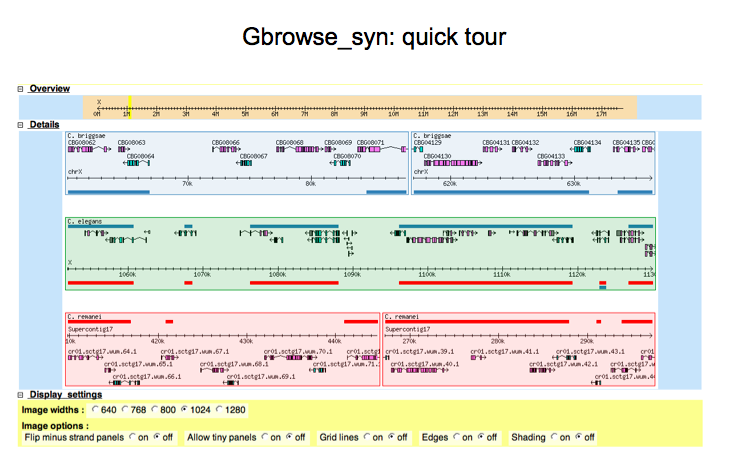 Gbrowse_syn: quick tour
Overview
X
0M 1M 2M 3M 4M 5M 6M 7M 8M 9M 10M 11M 12M 13M 14M 15M 16M 17M
Details
C. briggsae
CBG08062 CBG08063 CBG08066 CBG08068 CBG08069 CBG08071
CBG08064 CBG08067 CBG08070
chrX
70k 80k
C. briggsae
CBG04129 CBG04131 CBG04132 CBG04134 CBG04135 CBG
CBG04130 CBG04133
chrX
620k 630k
C. elegans
X
1060k 1070k 1080k 1090k 1100k 1110k 1120k 113
C. remanei
Supercontig17
10k 420k 430k 440k
cr01.sctg17.wum.64.1 cr01.sctg17.wum.67.1 cr01.sctg17.wum.70.1
cr01.sctg17.wum.65.1 cr01.sctg17.wum.68.1 cr01.sctg17.wum.71.
cr01.sctg17.wum.66.1 cr01.sctg17.wum.69.1
C. remanei
Supercontig17
270k 280k 290k
cr01.sctg17.wum.39.1 cr01.sctg17.wum.41.1 cr01.sctg17.wum.43.1
cr01.sctg17.wum.40.1 cr01.sctg17.wum.42.1 cr01.sctg17.w
cr01.sctg17.wum.4
Display_settings
Image widths : 640 768 800 1024 1280
Image options :
Flip minus strand panels on off Allow tiny panels on off Grid lines on off Edges on off Shading on off